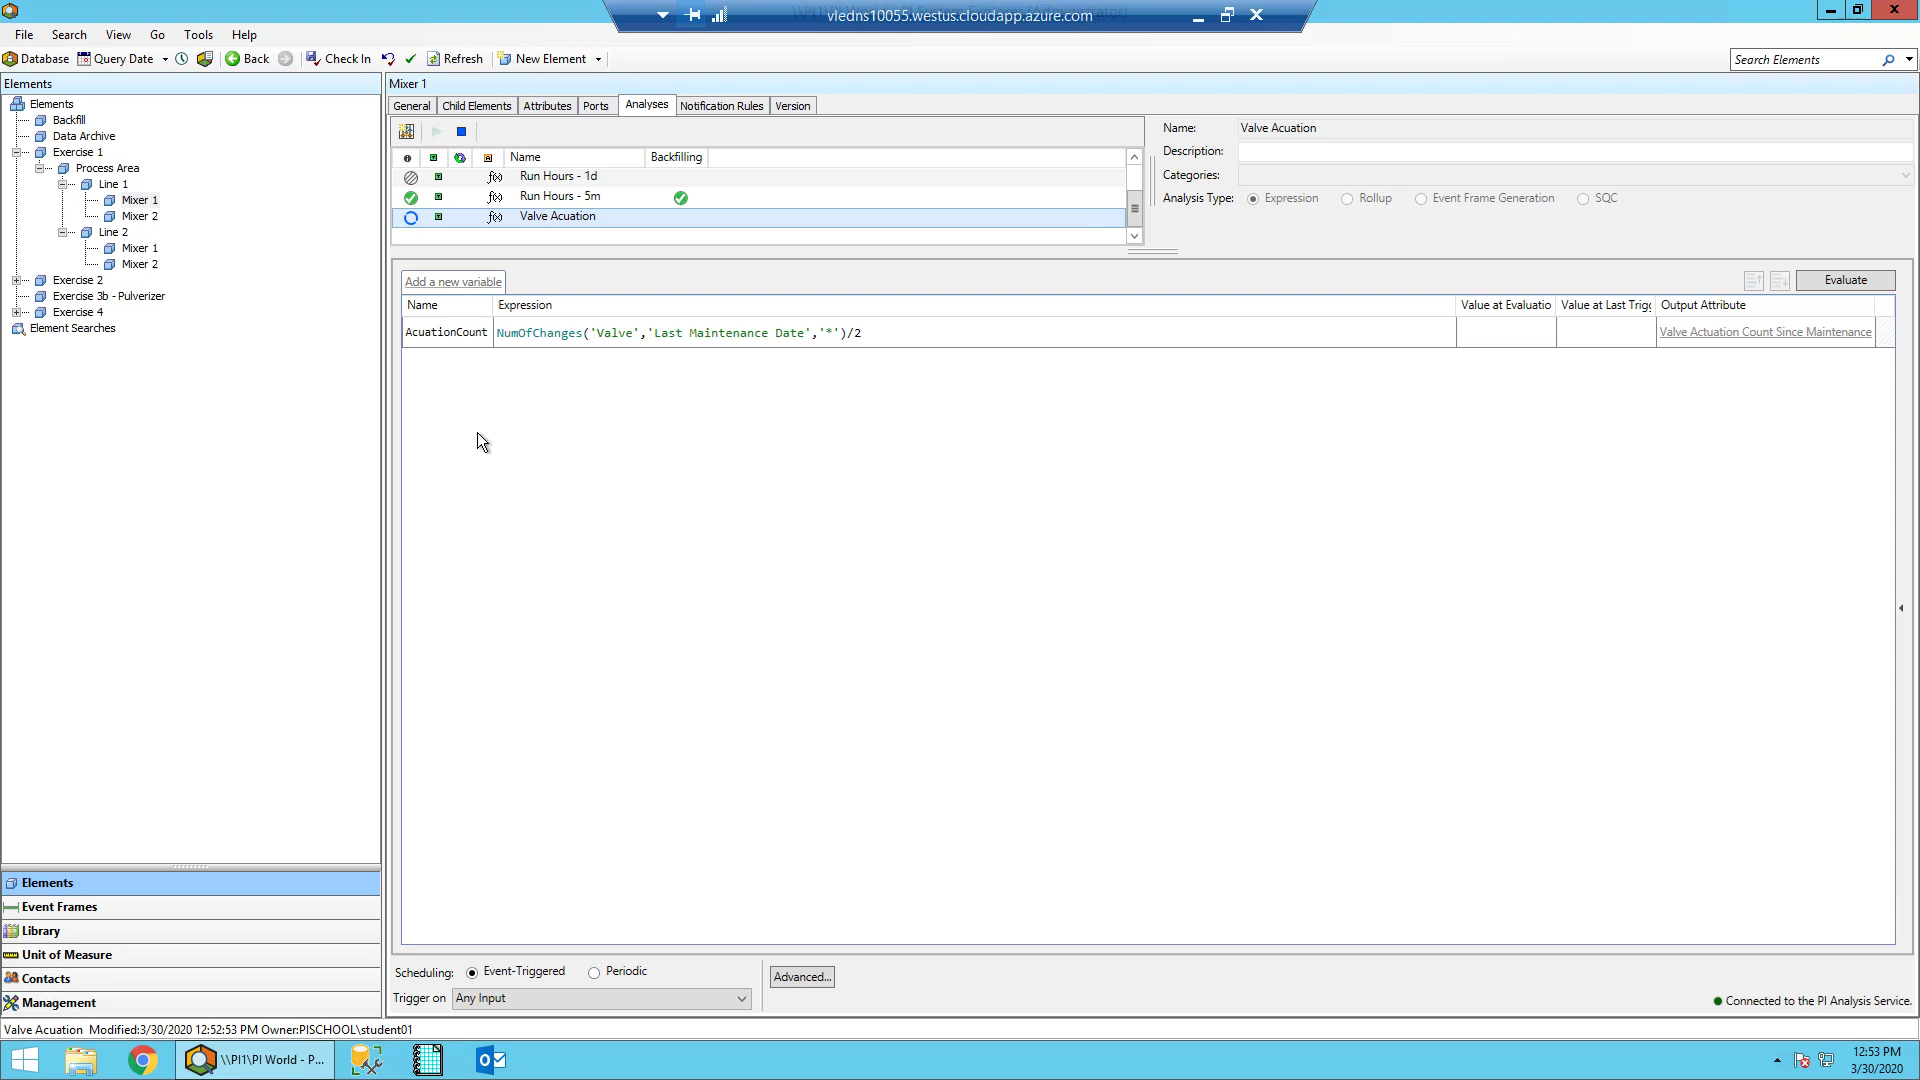 vledns10055.westus.cloudapp.azure.com
File Search View Go Tools Help
Database Query Date Back Check In Refresh New Element Search Elements
Elements
Elements
Backfill
Data Archive
Exercise 1
Process Area
Line 1
Mixer 1
Mixer 2
Line 2
Mixer 1
Mixer 2
Exercise 2
Exercise 3b - Pulverizer
Exercise 4
Element Searches
Elements
Event Frames
Library
Unit of Measure
Contacts
Management
Mixer 1
General Child Elements Attributes Ports Analyses Notification Rules Version
Name Backfilling
Run Hours - 1d
Run Hours - 5m
Valve Acuation
Name: Valve Acuation
Description:
Categories:
Analysis Type: Expression Rollup Event Frame Generation SQC
Add a new variable Evaluate
Name Expression Value at Evaluatio Value at Last Trigg Output Attribute
AcuationCount NumOfChanges('Valve','Last Maintenance Date','*')/2 Valve Actuation Count Since Maintenance
Scheduling: Event-Triggered Periodic Advanced...
Trigger on Any Input
Connected to the PI Analysis Service.
Valve Acuation Modified:3/30/2020 12:52:53 PM Owner:PISCHOOL\student01
\\PI1\PI World - P...
12:53 PM
3/30/2020